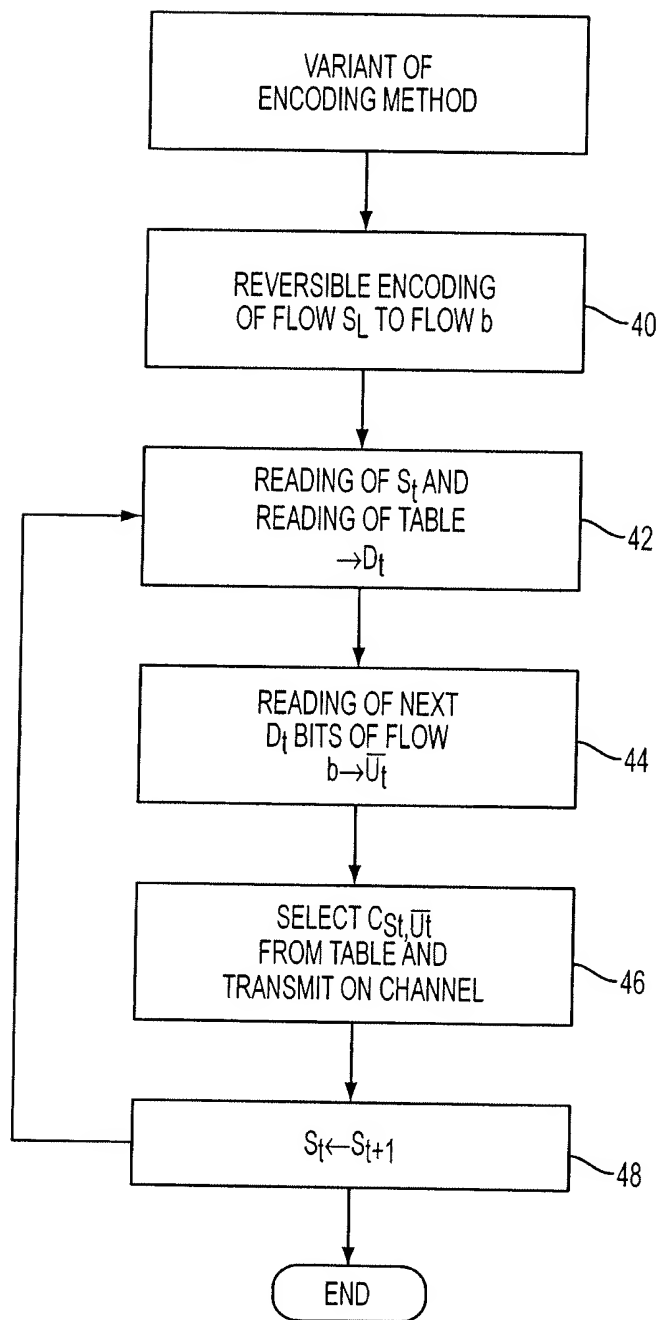 VARIANT OF
ENCODING METHOD
REVERSIBLE ENCODING
OF FLOW S_L TO FLOW b
40
READING OF S_t AND
READING OF TABLE
→D_t
42
READING OF NEXT
D_t BITS OF FLOW
b→U̅_t
44
SELECT C_St,U̅t
FROM TABLE AND
TRANSMIT ON CHANNEL
46
S_t←S_t+1
48
END